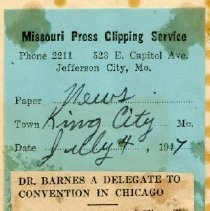 Missouri Press Clipping Service
Phone 2211 523 E. Capitol Ave.
Jefferson City, Mo.
Paper News
Town King City Mo.
Date July 4, 1947
DR. BARNES A DELEGATE TO
CONVENTION IN CHICAGO